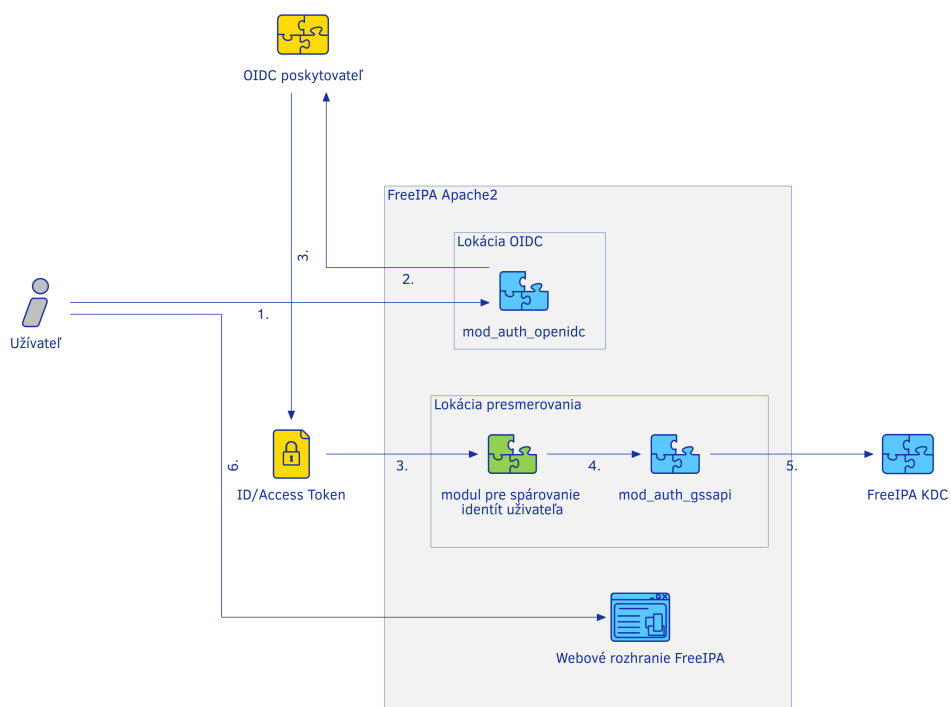 OIDC poskytovateľ
FreeIPA Apache2
Lokácia OIDC
3.
2.
mod_auth_openidc
1.
Užívateľ
Lokácia presmerovania
6.
3.
4.
5.
ID/Access Token
modul pre spárovanie
identít uživateľa
mod_auth_gssapi
FreeIPA KDC
Webové rozhranie FreeIPA